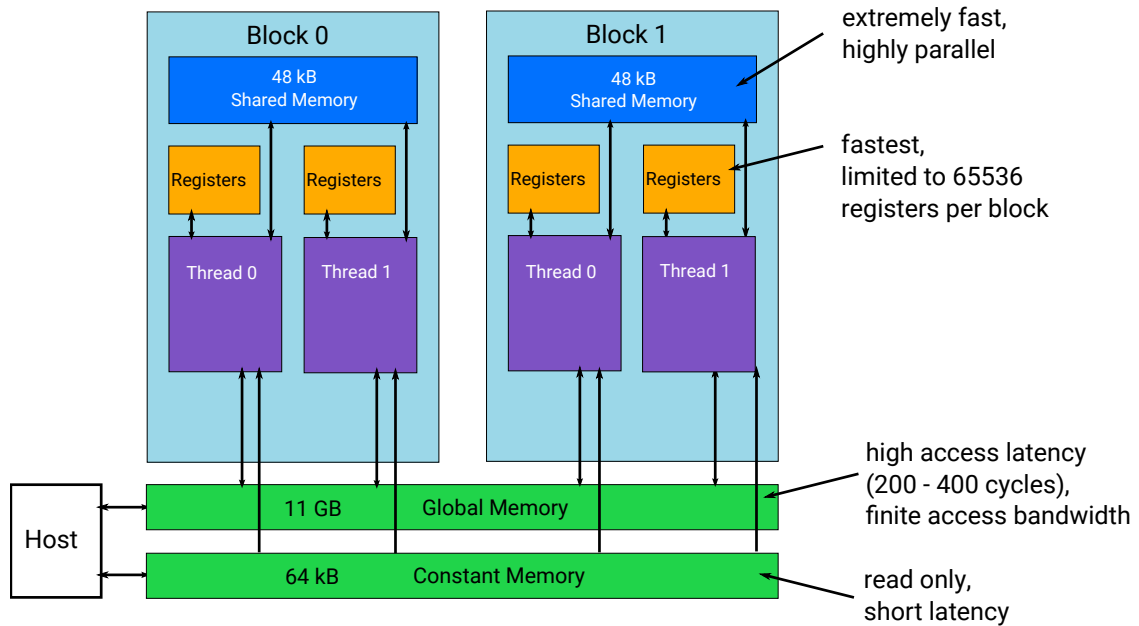 Block 0
48 kB
Shared Memory
Registers
Registers
Thread 0
Thread 1
Block 1
48 kB
Shared Memory
Registers
Registers
Thread 0
Thread 1
extremely fast,
highly parallel
fastest,
limited to 65536
registers per block
Host
11 GB Global Memory
high access latency
(200 - 400 cycles),
finite access bandwidth
64 kB Constant Memory
read only,
short latency